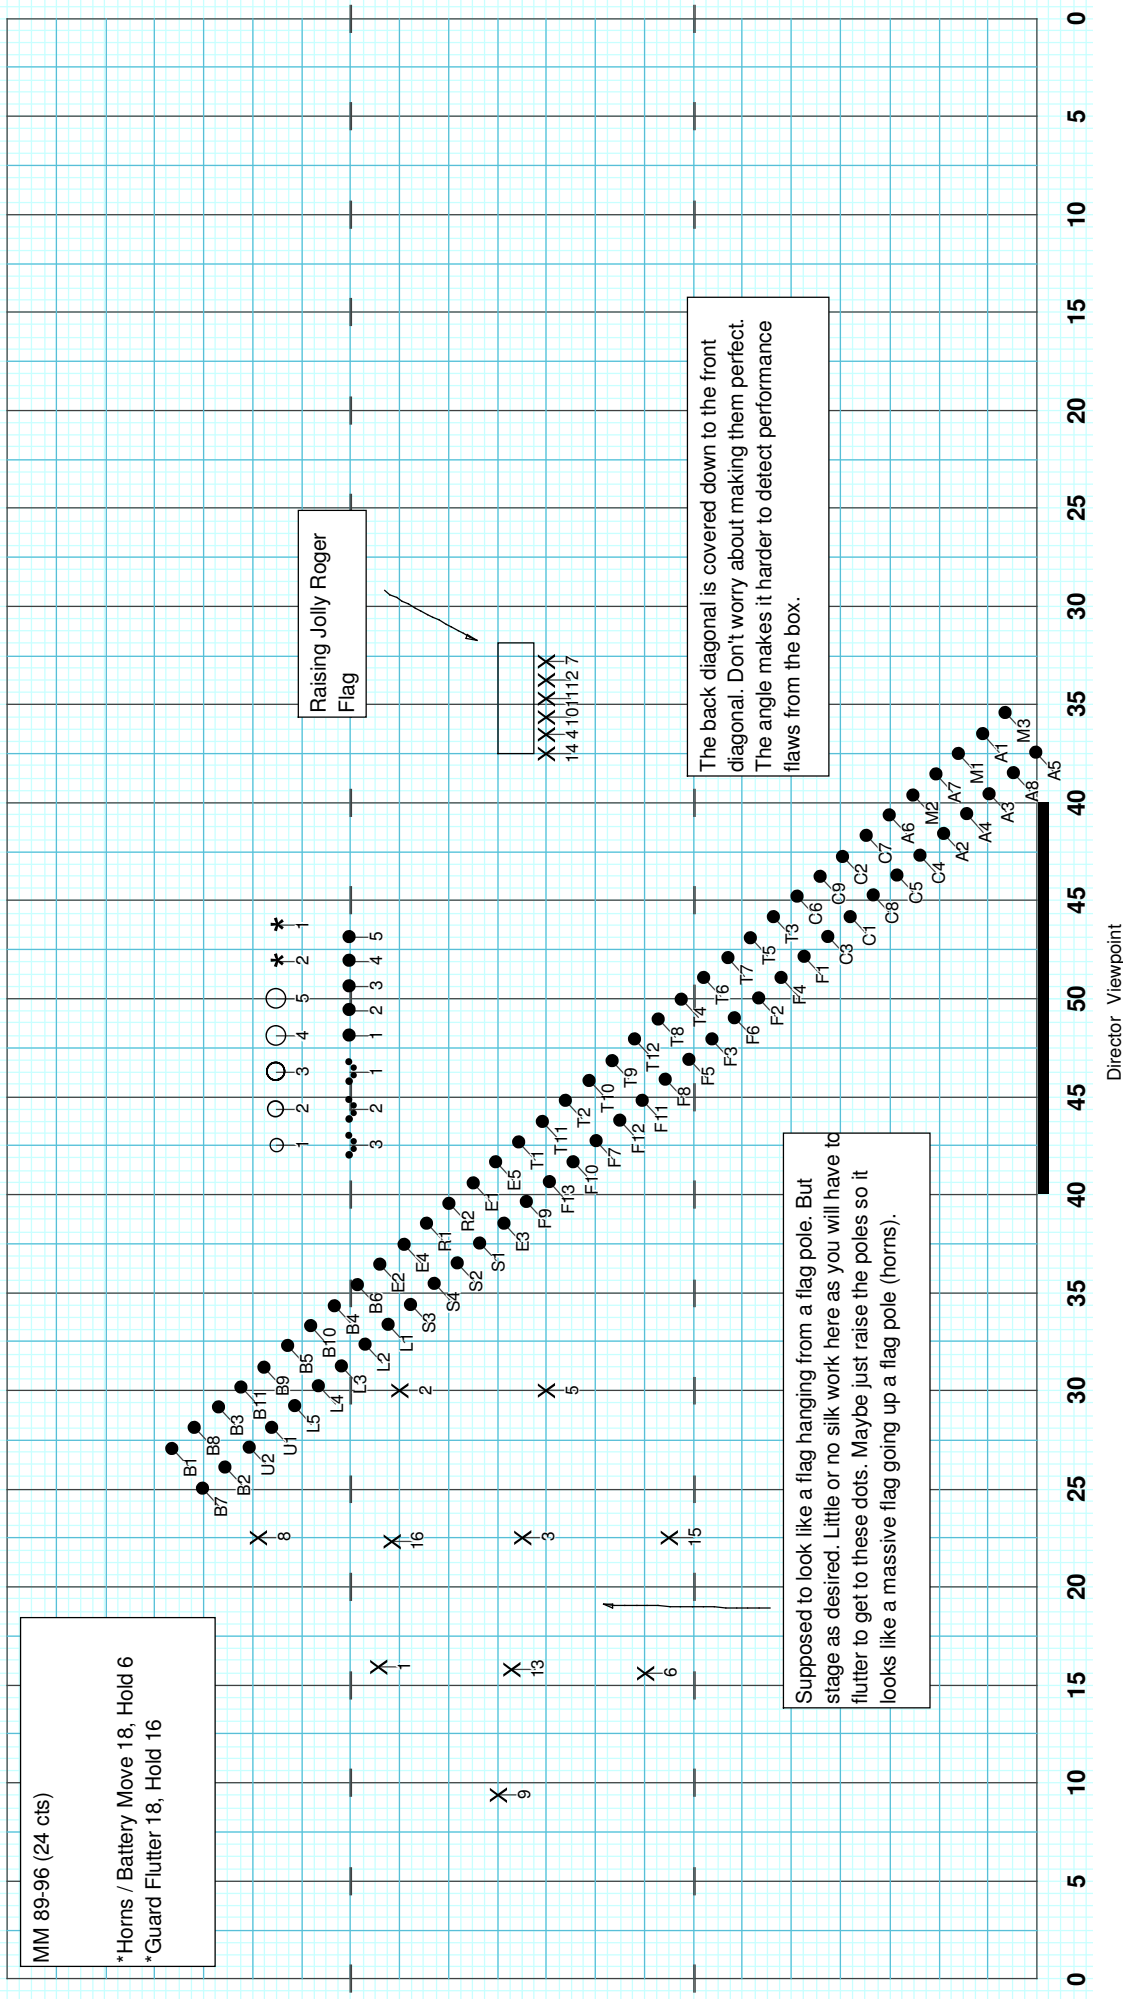 MM 89-96 (24 cts)
*Horns / Battery Move 18, Hold 6
*Guard Flutter 18, Hold 16
Raising Jolly Roger
Flag
1 2 3 4 5 2 1
3 2 1 1 2 3 4 5
B1
B8
B3
B11
B9
B5
B10
B4
B6
E2
E4
R1
R2
E1
E5
T1
T11
T2
T10
T9
T12
T8
T4
T6
T7
T5
T3
C6
C9
C2
C7
A6
M2
A7
M1
A1
M3
B7
B2
U2
U1
L5
L4
L3
L2
L1
S3
S4
S2
S1
E3
F9
F13
F10
F7
F12
F11
F8
F5
F3
F6
F2
F4
F1
C3
C1
C8
C5
C4
A2
A4
A3
A8
A5
8
16
3
15
2
5
1
13
6
9
14 4 10 11 12 7
The back diagonal is covered down to the front
diagonal. Don't worry about making them perfect.
The angle makes it harder to detect performance
flaws from the box.
Supposed to look like a flag hanging from a flag pole. But
stage as desired. Little or no silk work here as you will have to
flutter to get to these dots. Maybe just raise the poles so it
looks like a massive flag going up a flag pole (horns).
0 5 10 15 20 25 30 35 40 45 50 45 40 35 30 25 20 15 10 5 0
Director Viewpoint